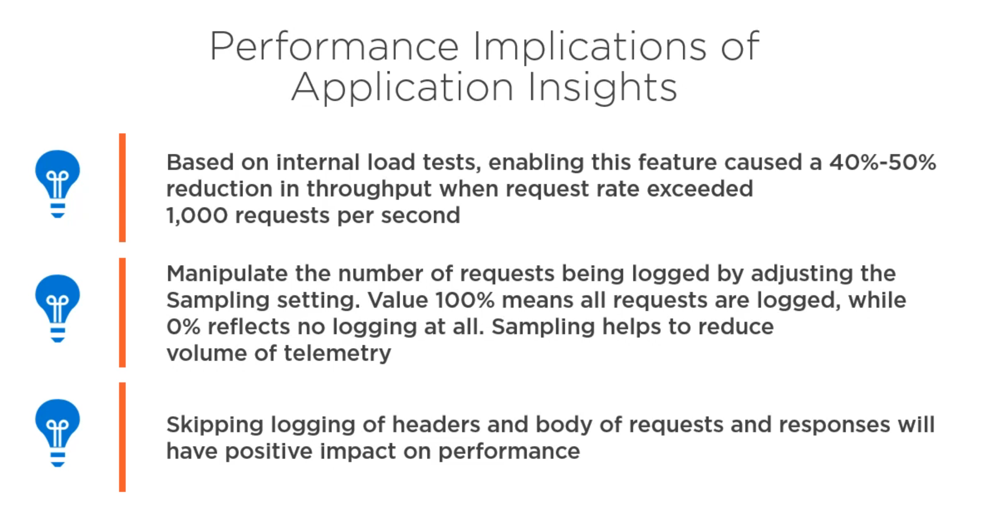 Performance Implications of
Application Insights
Based on internal load tests, enabling this feature caused a 40%-50%
reduction in throughput when request rate exceeded
1,000 requests per second
Manipulate the number of requests being logged by adjusting the
Sampling setting. Value 100% means all requests are logged, while
0% reflects no logging at all. Sampling helps to reduce
volume of telemetry
Skipping logging of headers and body of requests and responses will
have positive impact on performance